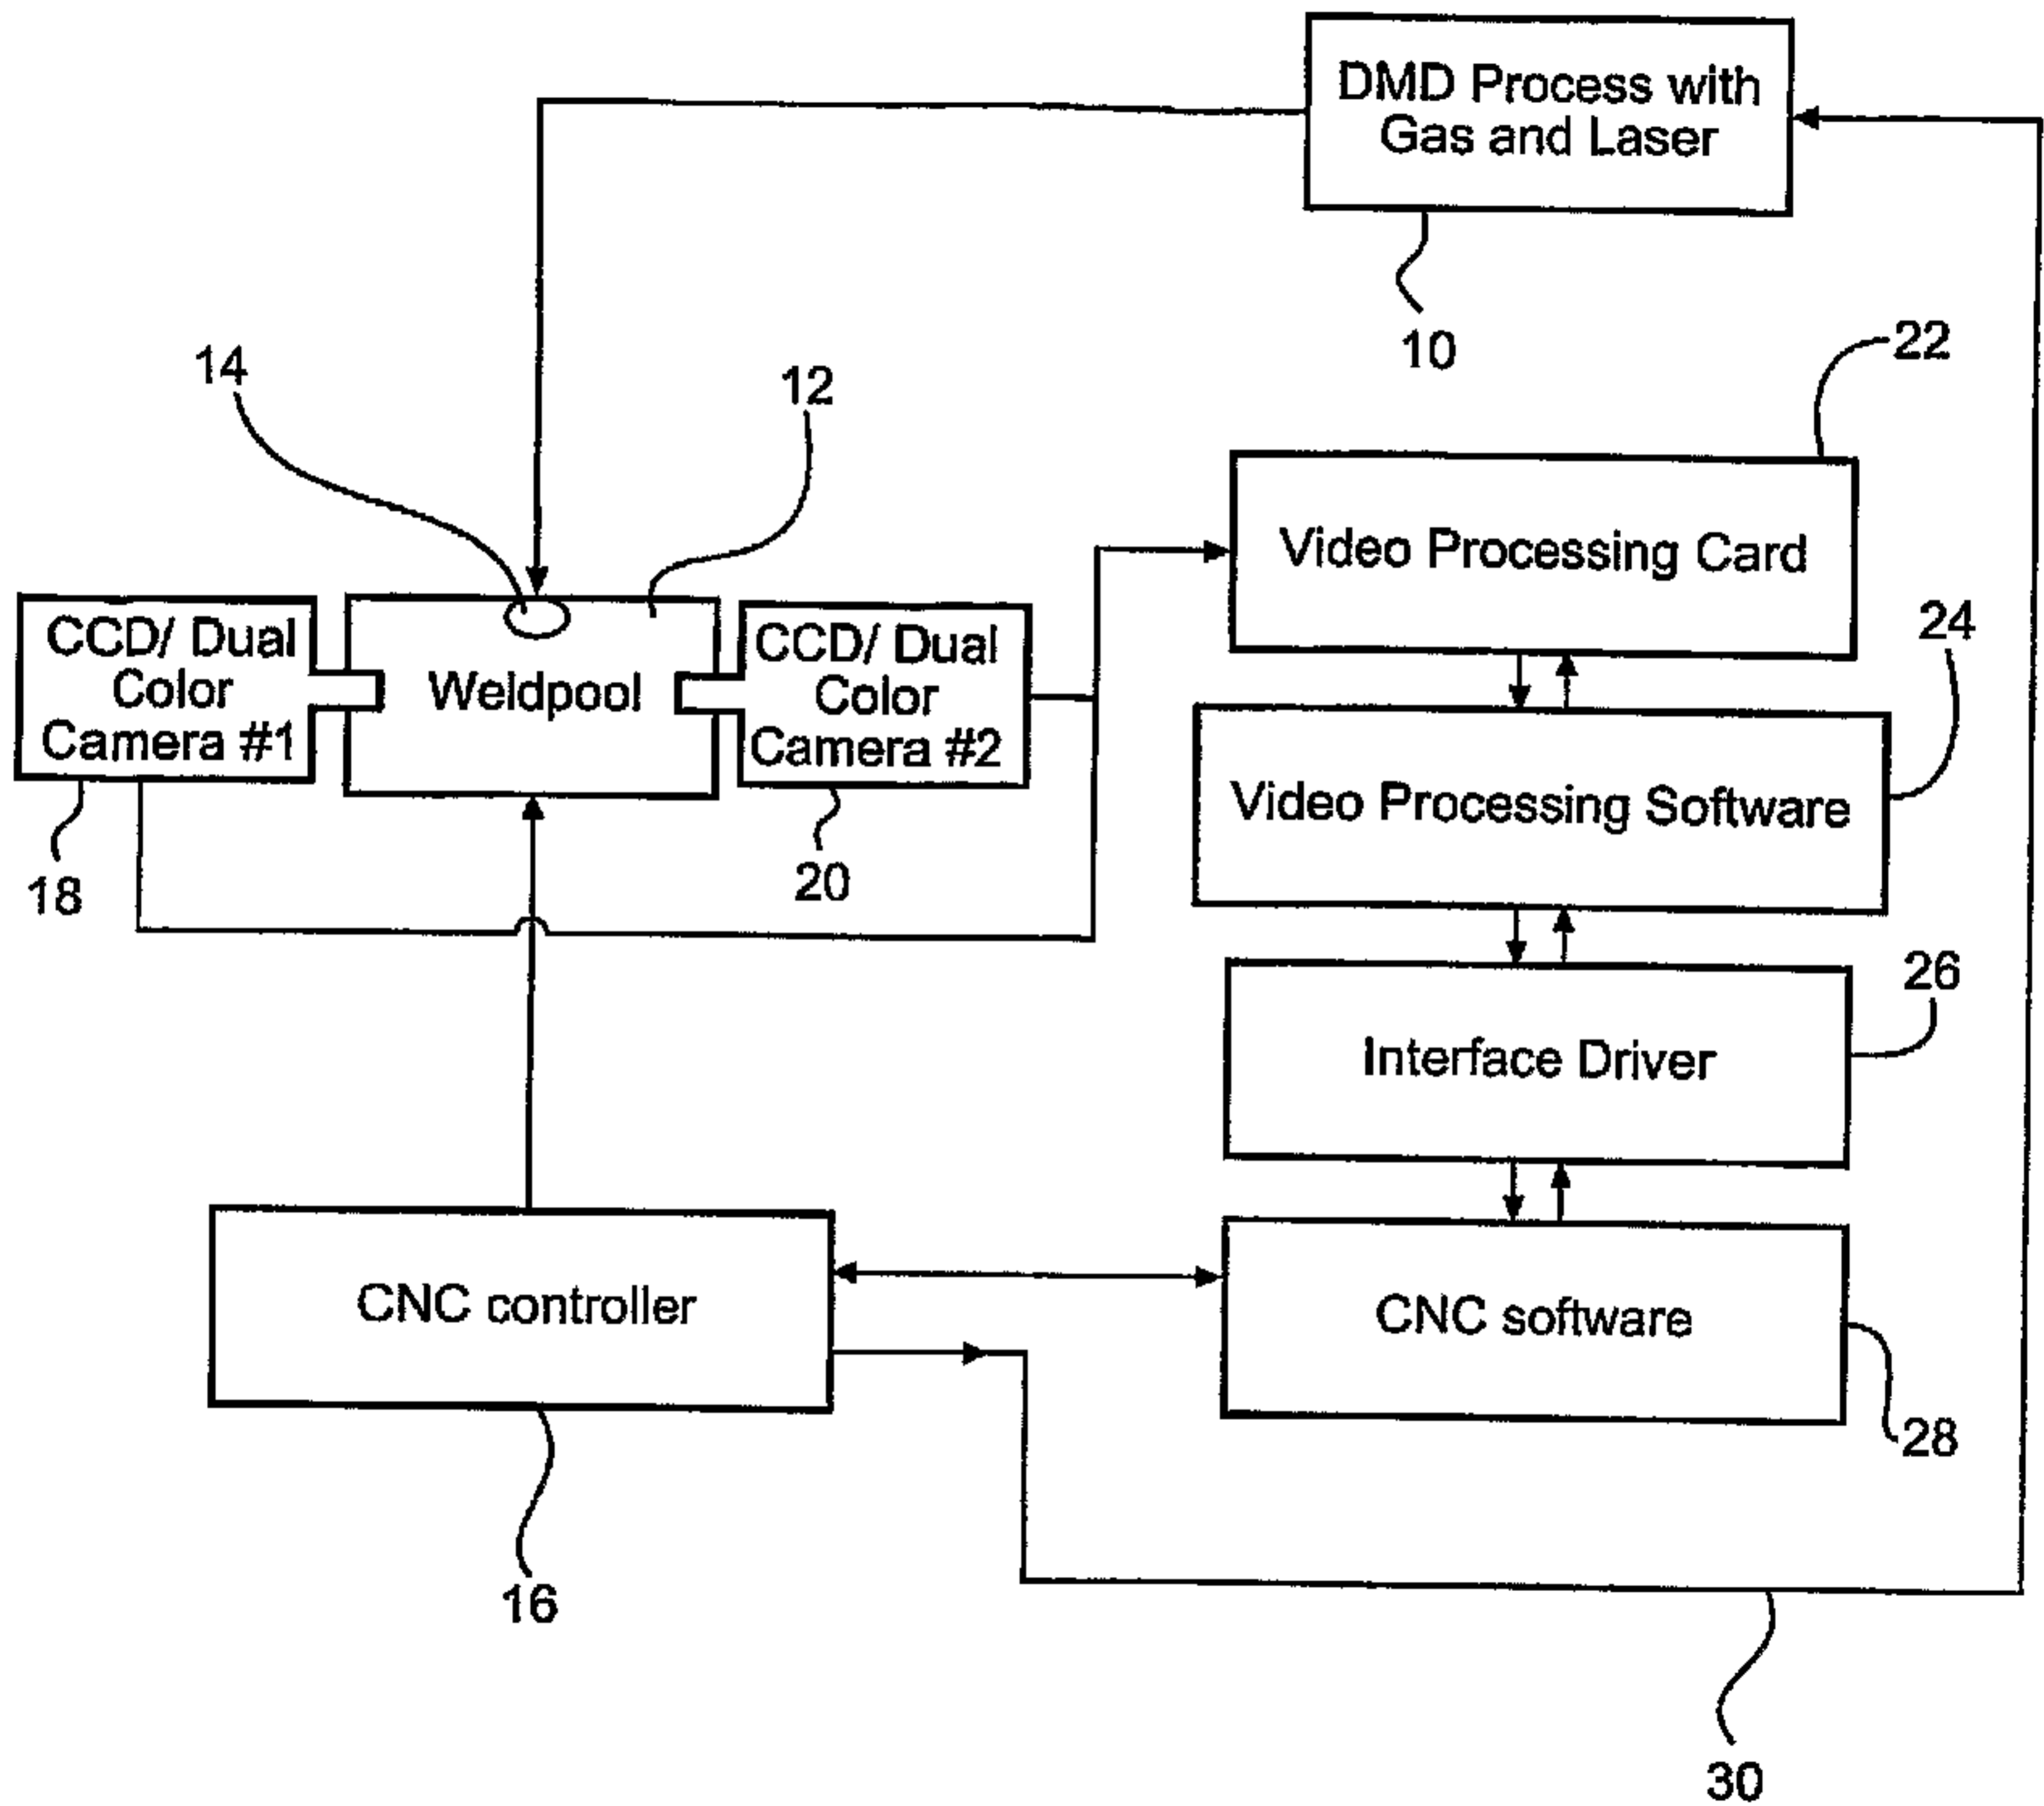 DMD Process with
Gas and Laser
10
22
14
12
Video Processing Card
CCD/ Dual
Color
Camera #1
Weldpool
CCD/ Dual
Color
Camera #2
24
Video Processing Software
18
20
26
Interface Driver
CNC controller
CNC software
28
16
30